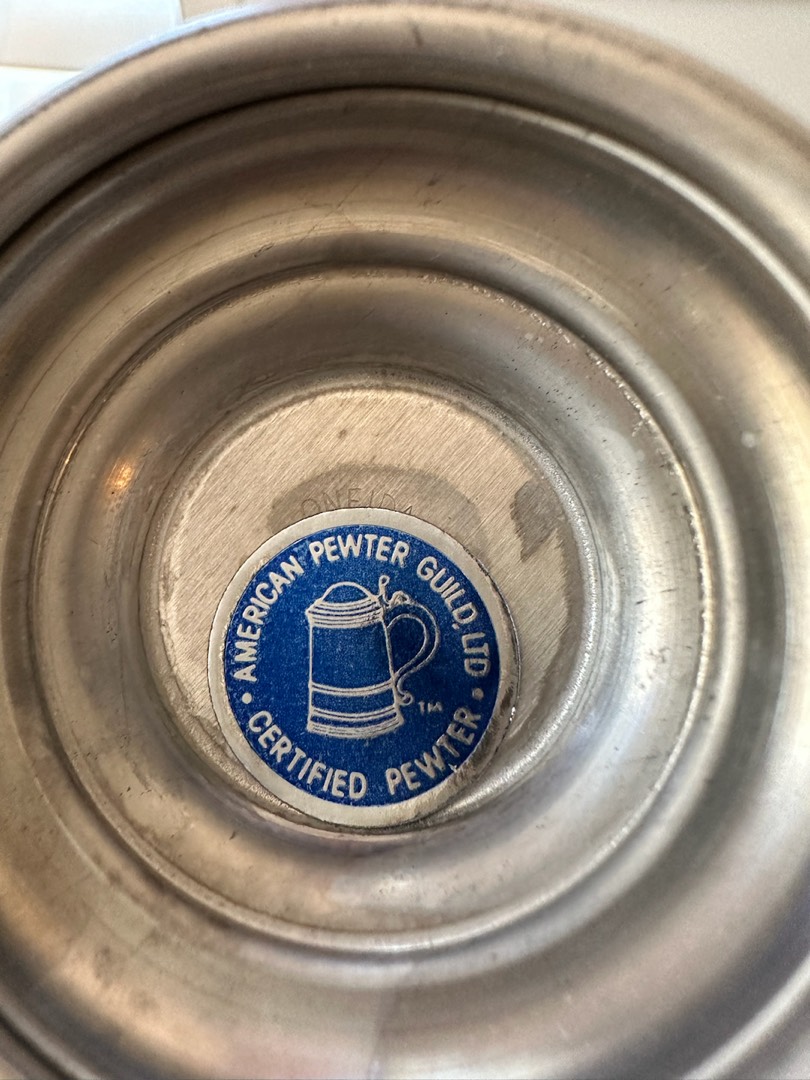 ONEIDA
• AMERICAN PEWTER GUILD, LTD •
CERTIFIED PEWTER
TM